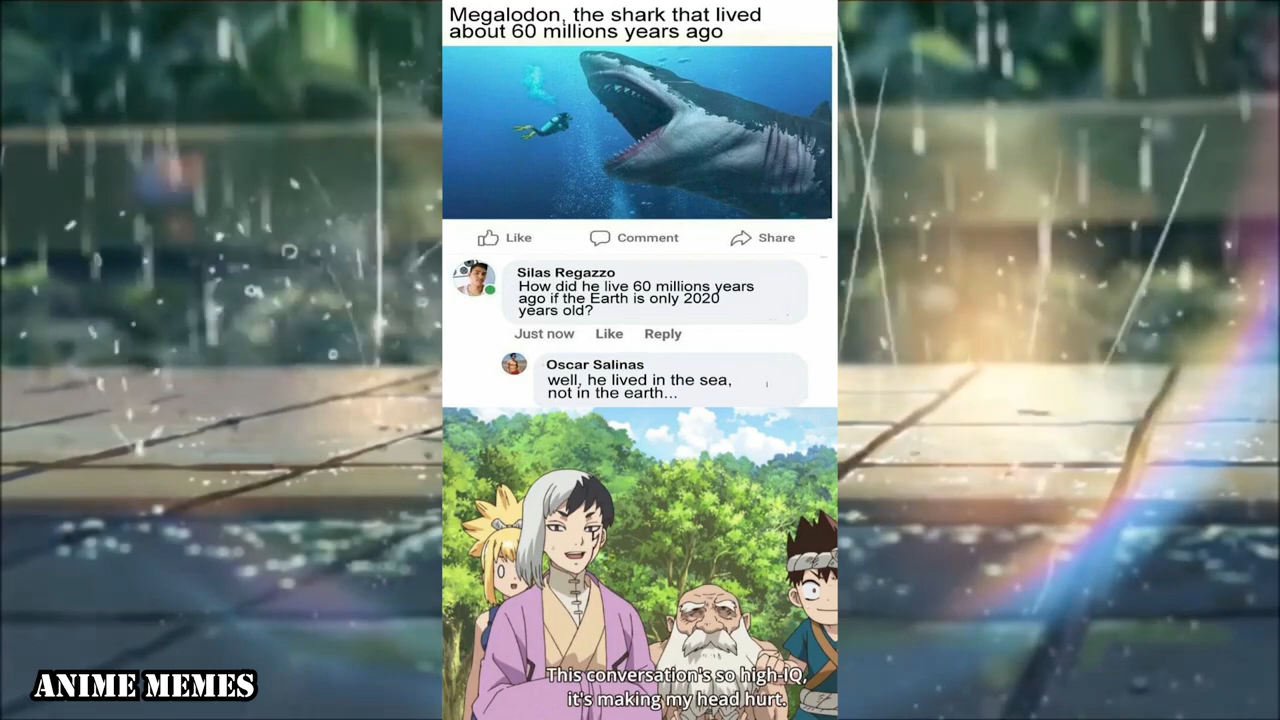 Megalodon, the shark that lived
about 60 millions years ago
Like Comment Share
Silas Regazzo
How did he live 60 millions years
ago if the Earth is only 2020
years old?
Just now Like Reply
Oscar Salinas
well, he lived in the sea,
not in the earth...
This conversation's so high-IQ,
it's making my head hurt.
ANIME MEMES